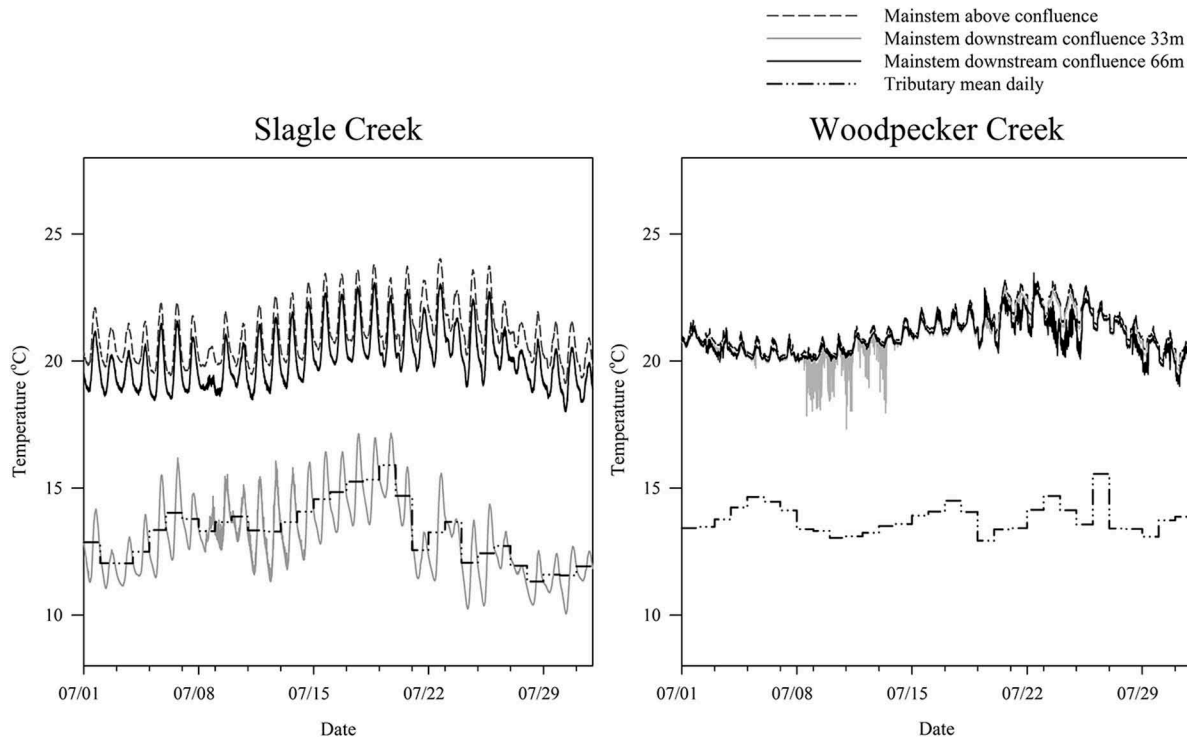 Mainstem above confluence
Mainstem downstream confluence 33m
Mainstem downstream confluence 66m
Tributary mean daily
Slagle Creek
Woodpecker Creek
Temperature (°C)
25
20
15
10
07/01
07/08
07/15
07/22
07/29
Date
Temperature (°C)
25
20
15
10
07/01
07/08
07/15
07/22
07/29
Date